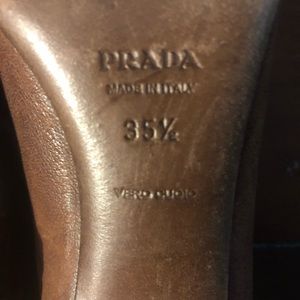 PRADA
MADE IN ITALY
35½
VERO CUOIO